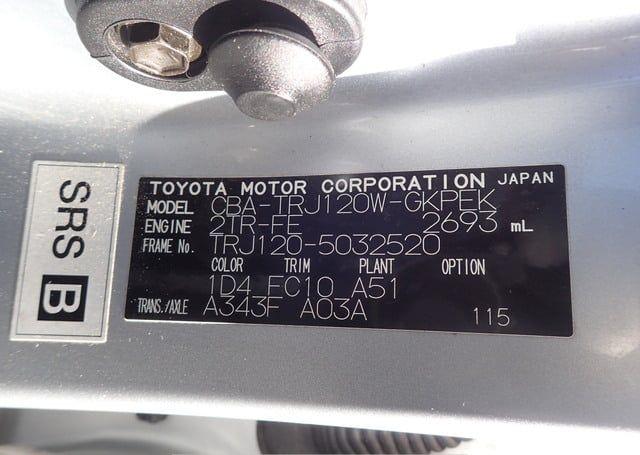 SRS B
TOYOTA MOTOR CORPORATION JAPAN
MODEL CBA-TRJ120W-GKPEK
ENGINE 2TR-FE 2693 mL
FRAME No. TRJ120-5032520
COLOR TRIM PLANT OPTION
1D4 FC10 A51
TRANS./AXLE A343F A03A 115